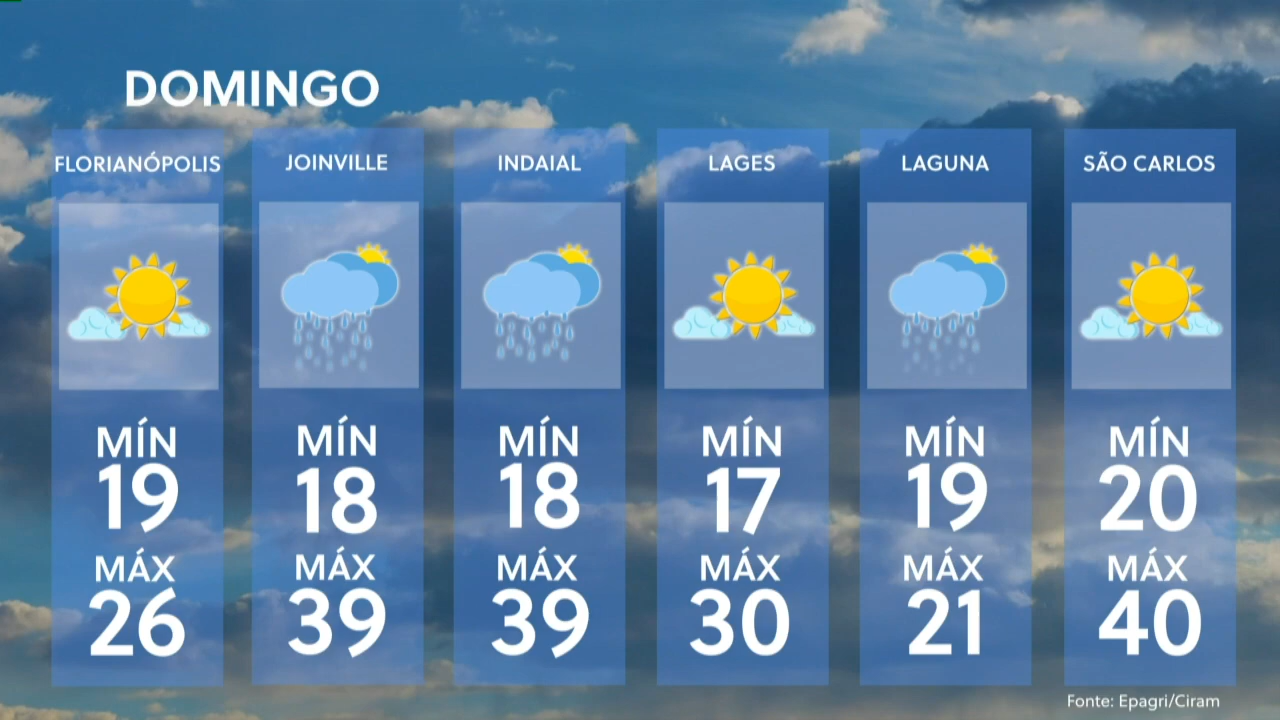 DOMINGO
FLORIANÓPOLIS
MÍN
19
MÁX
26
JOINVILLE
MÍN
18
MÁX
39
INDAIAL
MÍN
18
MÁX
39
LAGES
MÍN
17
MÁX
30
LAGUNA
MÍN
19
MÁX
21
SÃO CARLOS
MÍN
20
MÁX
40
Fonte: Epagri/Ciram